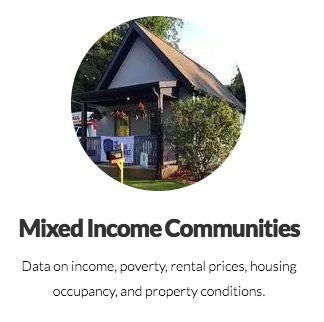 Mixed Income Communities
Data on income, poverty, rental prices, housing
occupancy, and property conditions.